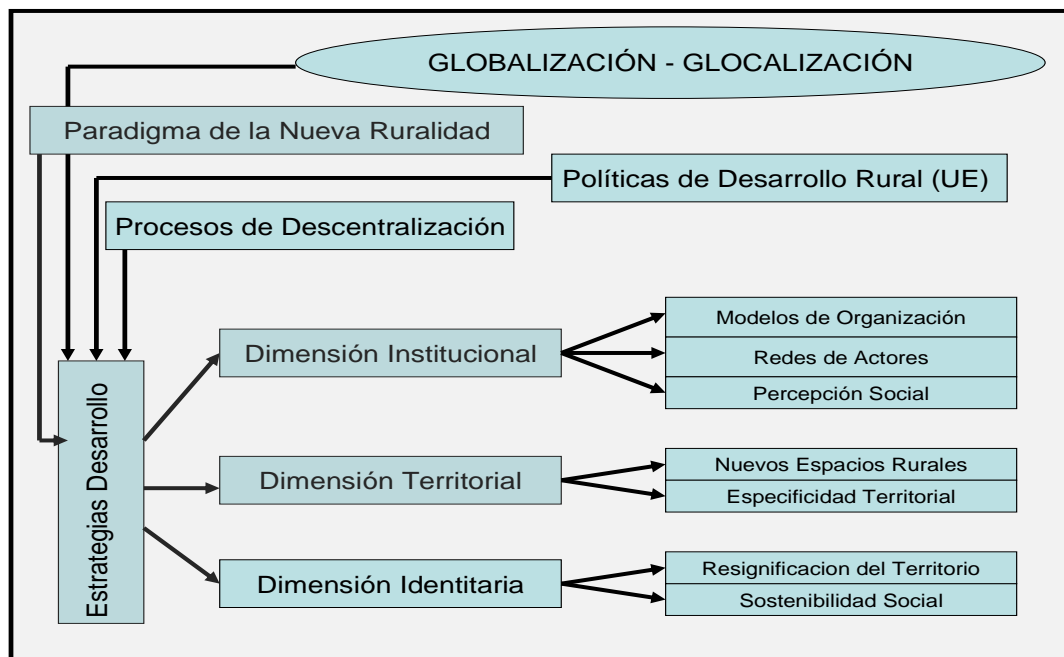 GLOBALIZACIÓN - GLOCALIZACIÓN
Paradigma de la Nueva Ruralidad
Políticas de Desarrollo Rural (UE)
Procesos de Descentralización
Estrategias Desarrollo
Dimensión Institucional
Modelos de Organización
Redes de Actores
Percepción Social
Dimensión Territorial
Nuevos Espacios Rurales
Especificidad Territorial
Dimensión Identitaria
Resignificacion del Territorio
Sostenibilidad Social